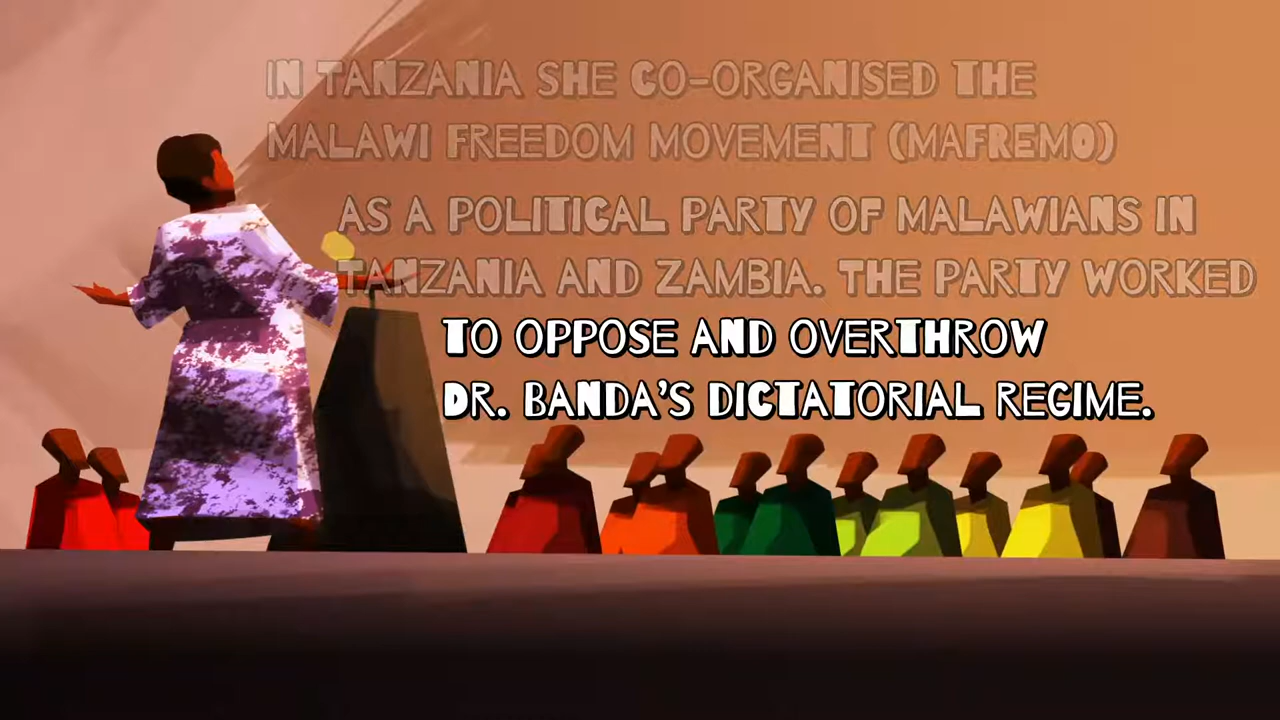 IN TANZANIA SHE CO-ORGANISED THE
MALAWI FREEDOM MOVEMENT (MAFREMO)
AS A POLITICAL PARTY OF MALAWIANS IN
TANZANIA AND ZAMBIA. THE PARTY WORKED
TO OPPOSE AND OVERTHROW
DR. BANDA'S DICTATORIAL REGIME.